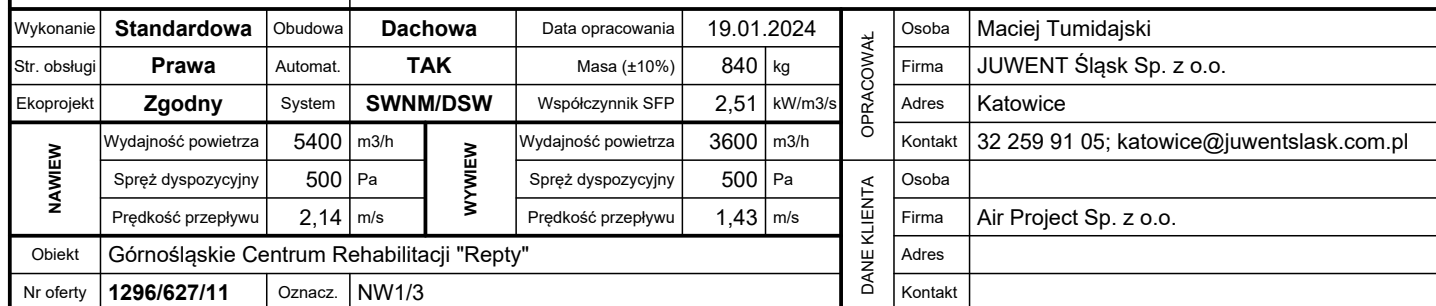 Wykonanie Standardowa Obudowa Dachowa Data opracowania 19.01.2024
Str. obsługi Prawa Automat. TAK Masa (±10%) 840 kg
Ekoprojekt Zgodny System SWNM/DSW Współczynnik SFP 2,51 kW/m3/s
NAWIEW
Wydajność powietrza 5400 m3/h
Spręż dyspozycyjny 500 Pa
Prędkość przepływu 2,14 m/s
WYWIEW
Wydajność powietrza 3600 m3/h
Spręż dyspozycyjny 500 Pa
Prędkość przepływu 1,43 m/s
Obiekt Górnośląskie Centrum Rehabilitacji "Repty"
Nr oferty 1296/627/11 Oznacz. NW1/3
OPRACOWAŁ
Osoba Maciej Tumidajski
Firma JUWENT Śląsk Sp. z o.o.
Adres Katowice
Kontakt 32 259 91 05; katowice@juwentslask.com.pl
DANE KLIENTA
Osoba
Firma Air Project Sp. z o.o.
Adres
Kontakt